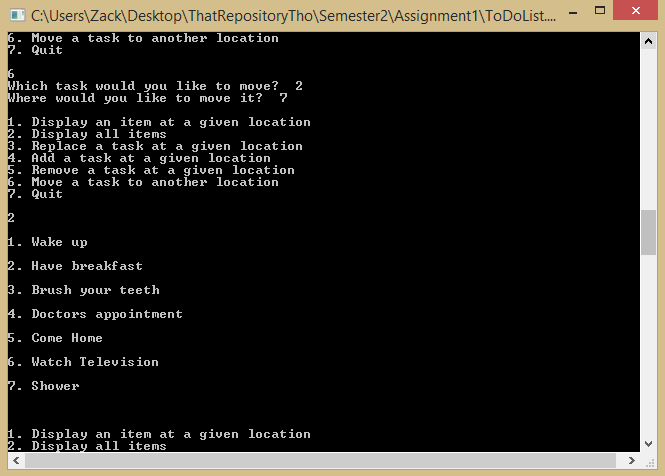 C:\Users\Zack\Desktop\ThatRepositoryTho\Semester2\Assignment1\ToDoList....
6. Move a task to another location
7. Quit
6
Which task would you like to move?  2
Where would you like to move it?  7
1. Display an item at a given location
2. Display all items
3. Replace a task at a given location
4. Add a task at a given location
5. Remove a task at a given location
6. Move a task to another location
7. Quit
2
1. Wake up
2. Have breakfast
3. Brush your teeth
4. Doctors appointment
5. Come Home
6. Watch Television
7. Shower
1. Display an item at a given location
2. Display all items